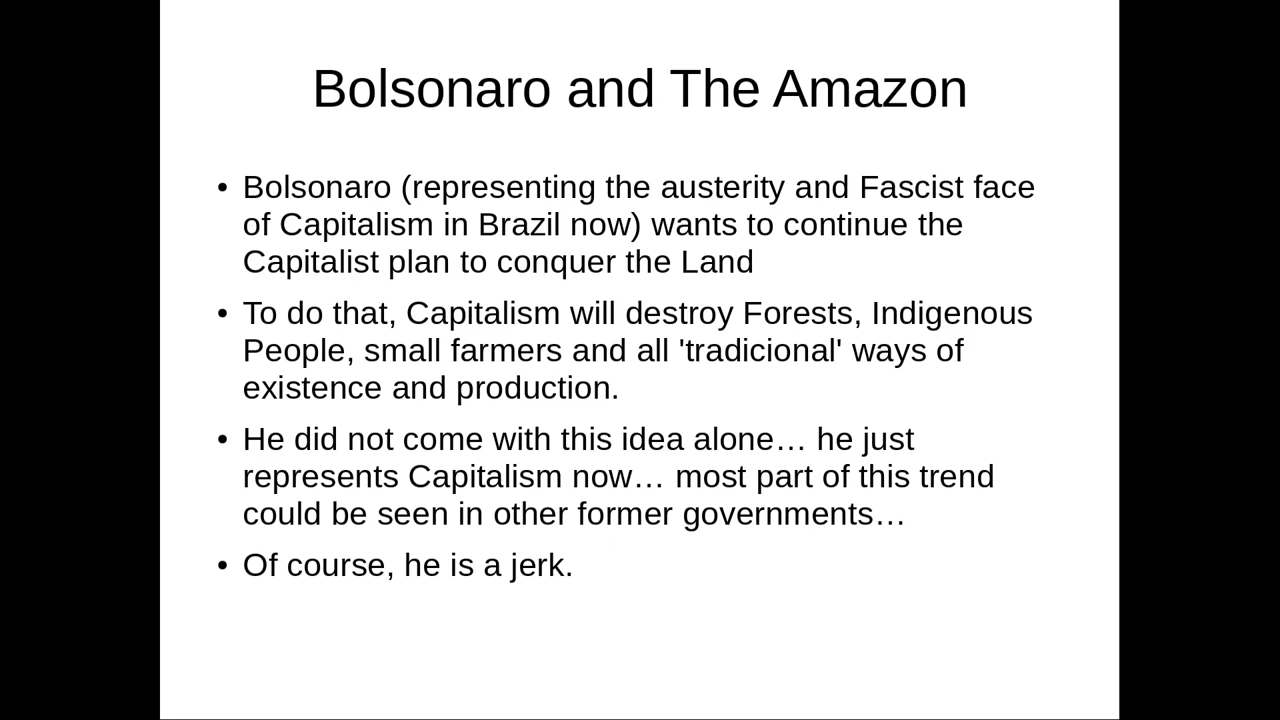 Bolsonaro and The Amazon
• Bolsonaro (representing the austerity and Fascist face
of Capitalism in Brazil now) wants to continue the
Capitalist plan to conquer the Land
• To do that, Capitalism will destroy Forests, Indigenous
People, small farmers and all 'tradicional' ways of
existence and production.
• He did not come with this idea alone… he just
represents Capitalism now… most part of this trend
could be seen in other former governments…
• Of course, he is a jerk.